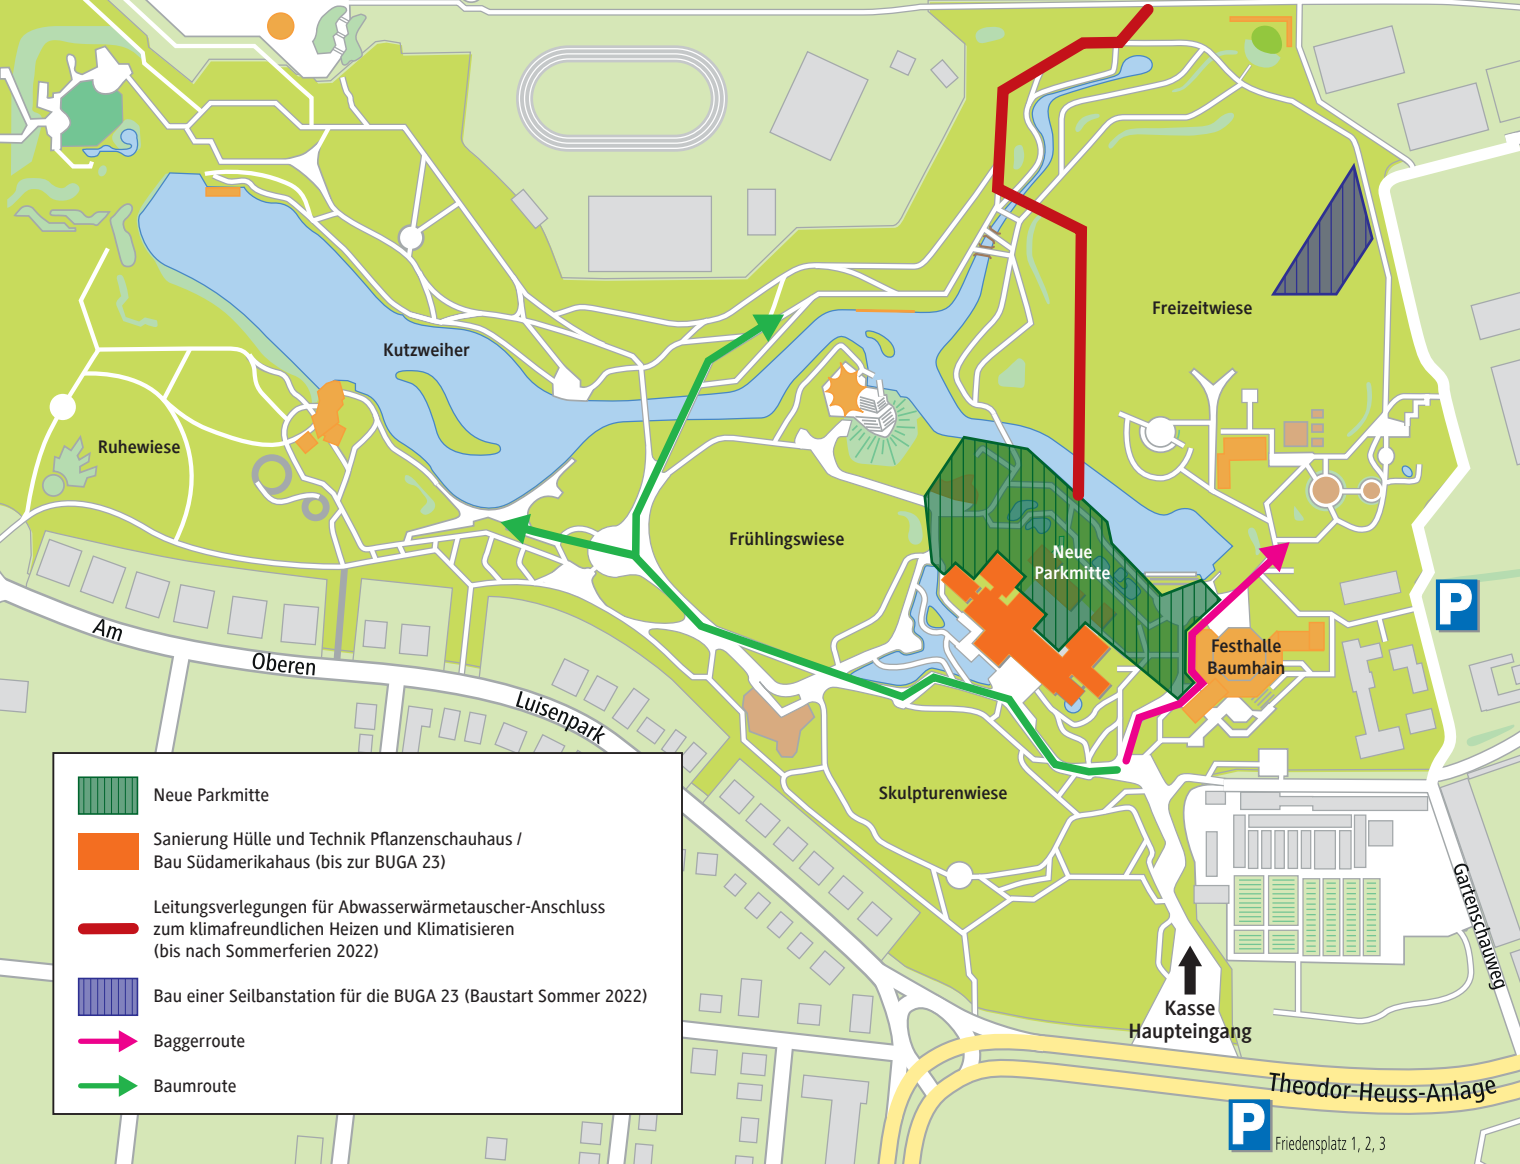 Kutzweiher
Freizeitwiese
Ruhewiese
Frühlingswiese
Neue
Parkmitte
P
Festhalle
Baumhain
Am
Oberen
Luisenpark
Skulpturenwiese
Neue Parkmitte
Sanierung Hülle und Technik Pflanzenschauhaus /
Bau Südamerikahaus (bis zur BUGA 23)
Leitungsverlegungen für Abwasserwärmetauscher-Anschluss
zum klimafreundlichen Heizen und Klimatisieren
(bis nach Sommerferien 2022)
Bau einer Seilbanstation für die BUGA 23 (Baustart Sommer 2022)
Baggerroute
Baumroute
Gartenschauweg
Kasse
Haupteingang
Theodor-Heuss-Anlage
P
Friedensplatz 1, 2, 3